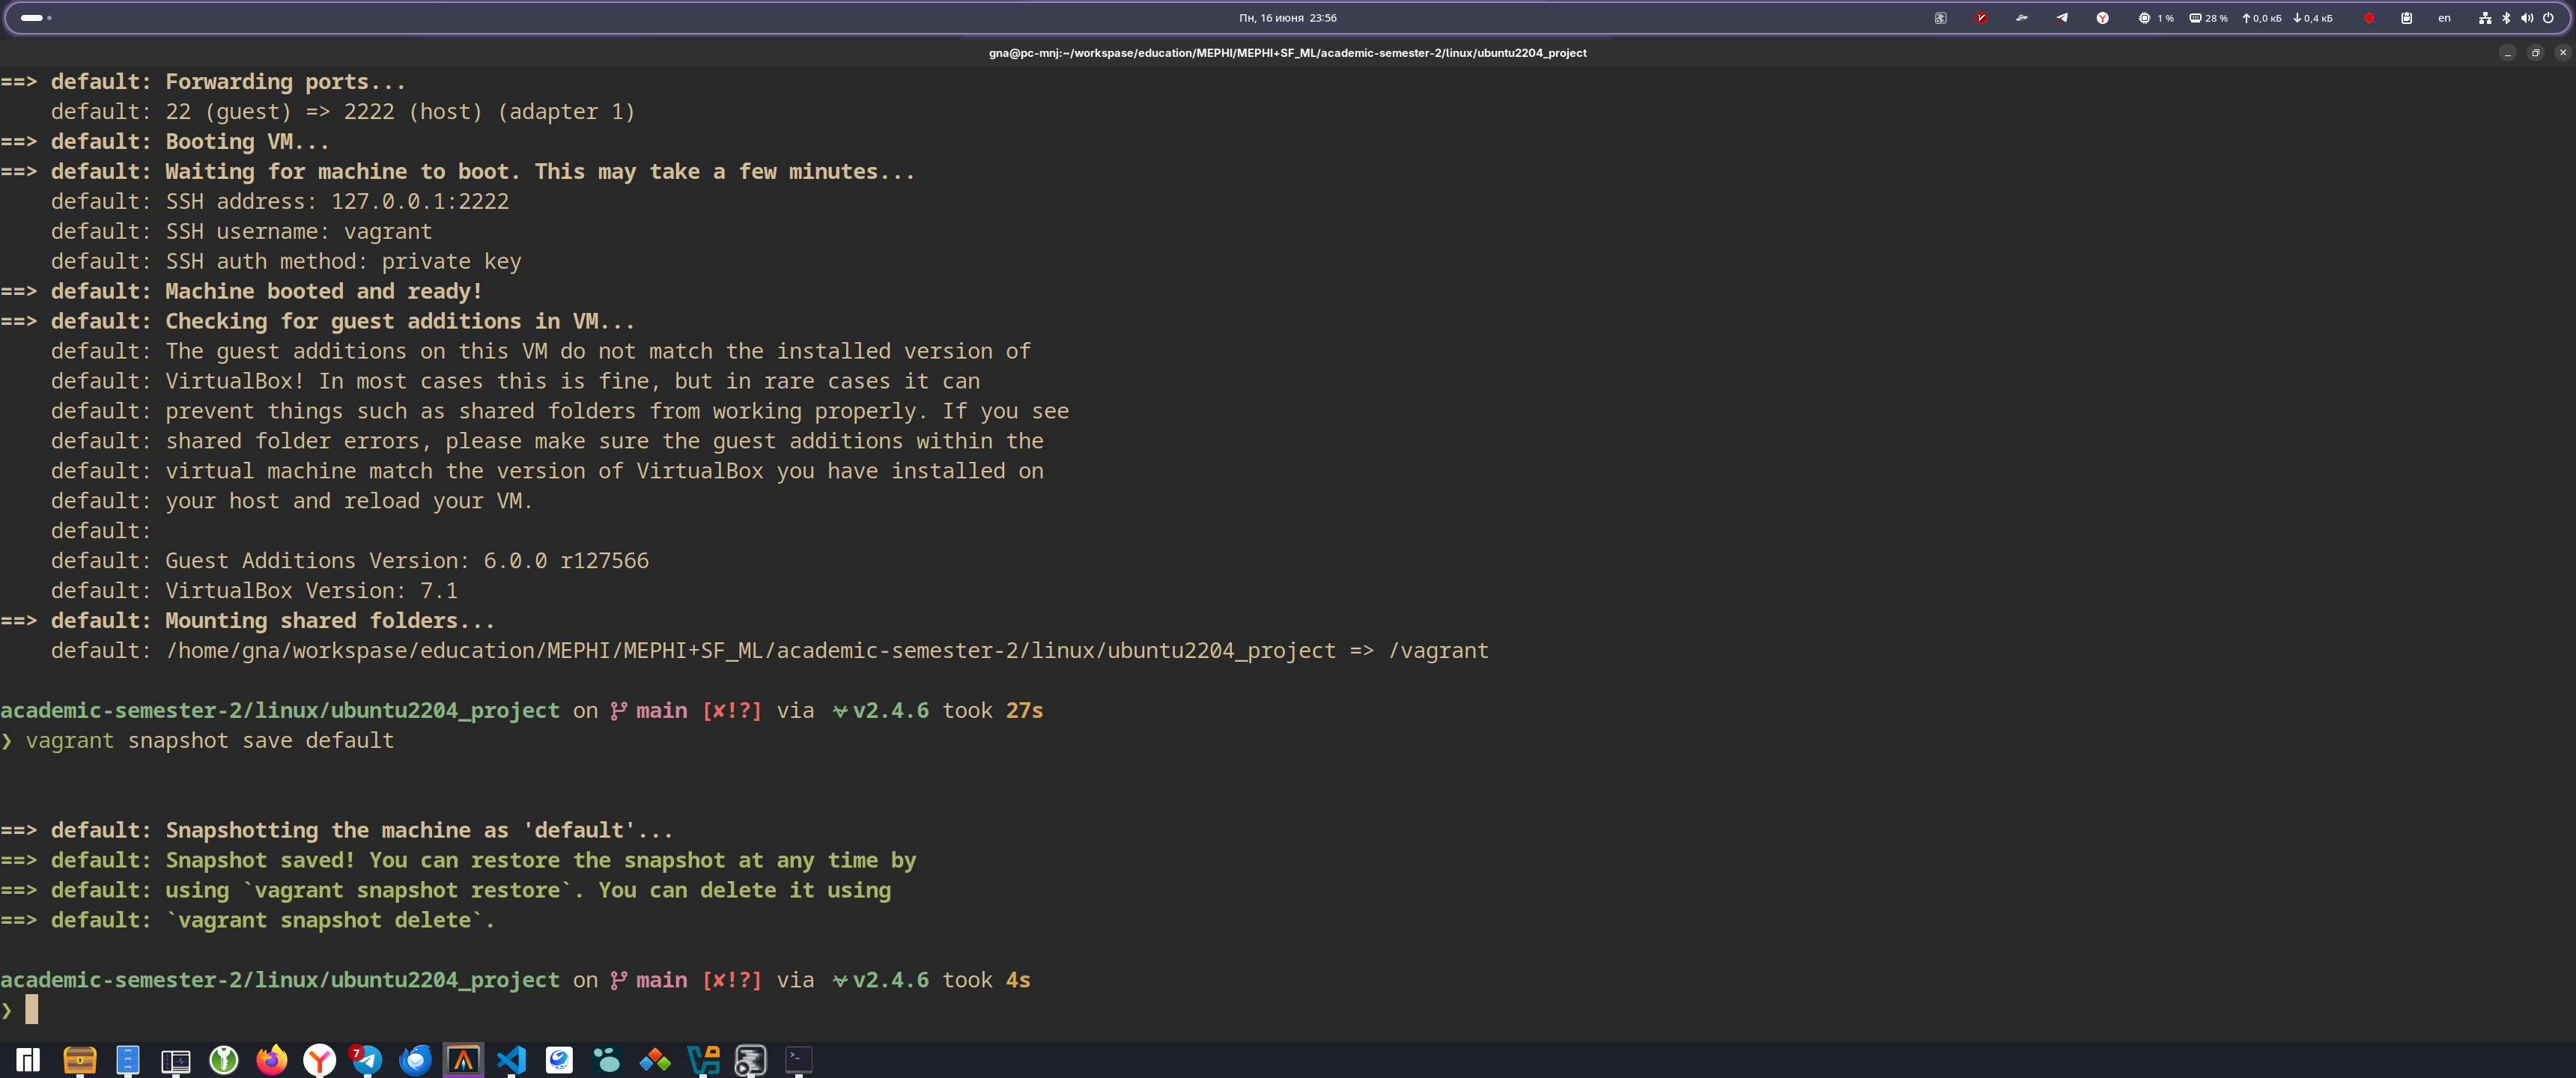 Пн, 16 июня 23:56
1 %
28 %
0,0 кБ
0,4 кБ
en
gna@pc-mnj:~/workspase/education/MEPHI/MEPHI+SF_ML/academic-semester-2/linux/ubuntu2204_project
==> default: Forwarding ports...
    default: 22 (guest) => 2222 (host) (adapter 1)
==> default: Booting VM...
==> default: Waiting for machine to boot. This may take a few minutes...
    default: SSH address: 127.0.0.1:2222
    default: SSH username: vagrant
    default: SSH auth method: private key
==> default: Machine booted and ready!
==> default: Checking for guest additions in VM...
    default: The guest additions on this VM do not match the installed version of
    default: VirtualBox! In most cases this is fine, but in rare cases it can
    default: prevent things such as shared folders from working properly. If you see
    default: shared folder errors, please make sure the guest additions within the
    default: virtual machine match the version of VirtualBox you have installed on
    default: your host and reload your VM.
    default:
    default: Guest Additions Version: 6.0.0 r127566
    default: VirtualBox Version: 7.1
==> default: Mounting shared folders...
    default: /home/gna/workspase/education/MEPHI/MEPHI+SF_ML/academic-semester-2/linux/ubuntu2204_project => /vagrant
academic-semester-2/linux/ubuntu2204_project on main [✘!?] via v2.4.6 took 27s
❯ vagrant snapshot save default
==> default: Snapshotting the machine as 'default'...
==> default: Snapshot saved! You can restore the snapshot at any time by
==> default: using `vagrant snapshot restore`. You can delete it using
==> default: `vagrant snapshot delete`.
academic-semester-2/linux/ubuntu2204_project on main [✘!?] via v2.4.6 took 4s
❯
7